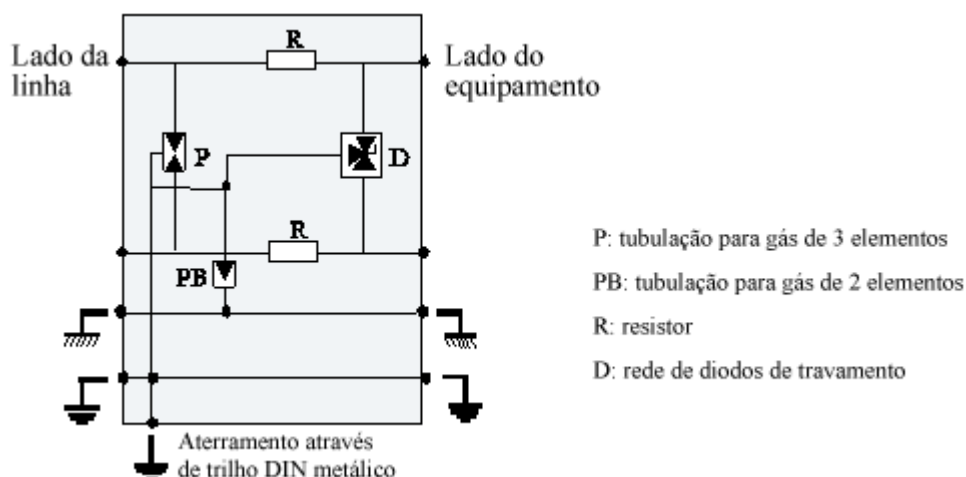 R
Lado da
linha
Lado do
equipamento
P
D
R
PB
P: tubulação para gás de 3 elementos
PB: tubulação para gás de 2 elementos
R: resistor
D: rede de diodos de travamento
Aterramento através
de trilho DIN metálico